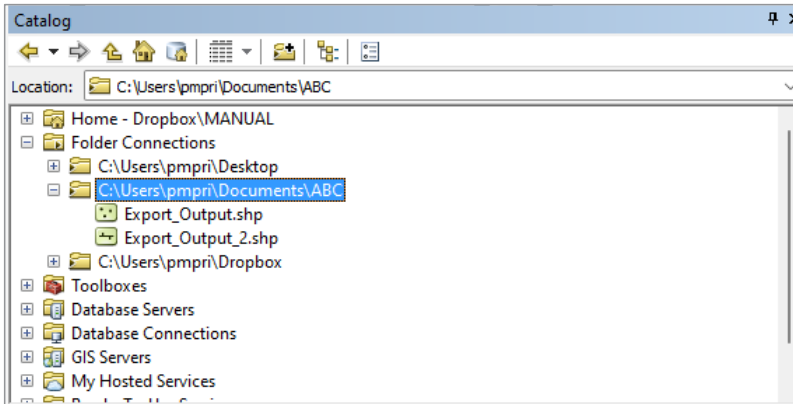 Catalog
Location: C:\Users\pmpri\Documents\ABC
Home - Dropbox\MANUAL
Folder Connections
C:\Users\pmpri\Desktop
C:\Users\pmpri\Documents\ABC
Export_Output.shp
Export_Output_2.shp
C:\Users\pmpri\Dropbox
Toolboxes
Database Servers
Database Connections
GIS Servers
My Hosted Services